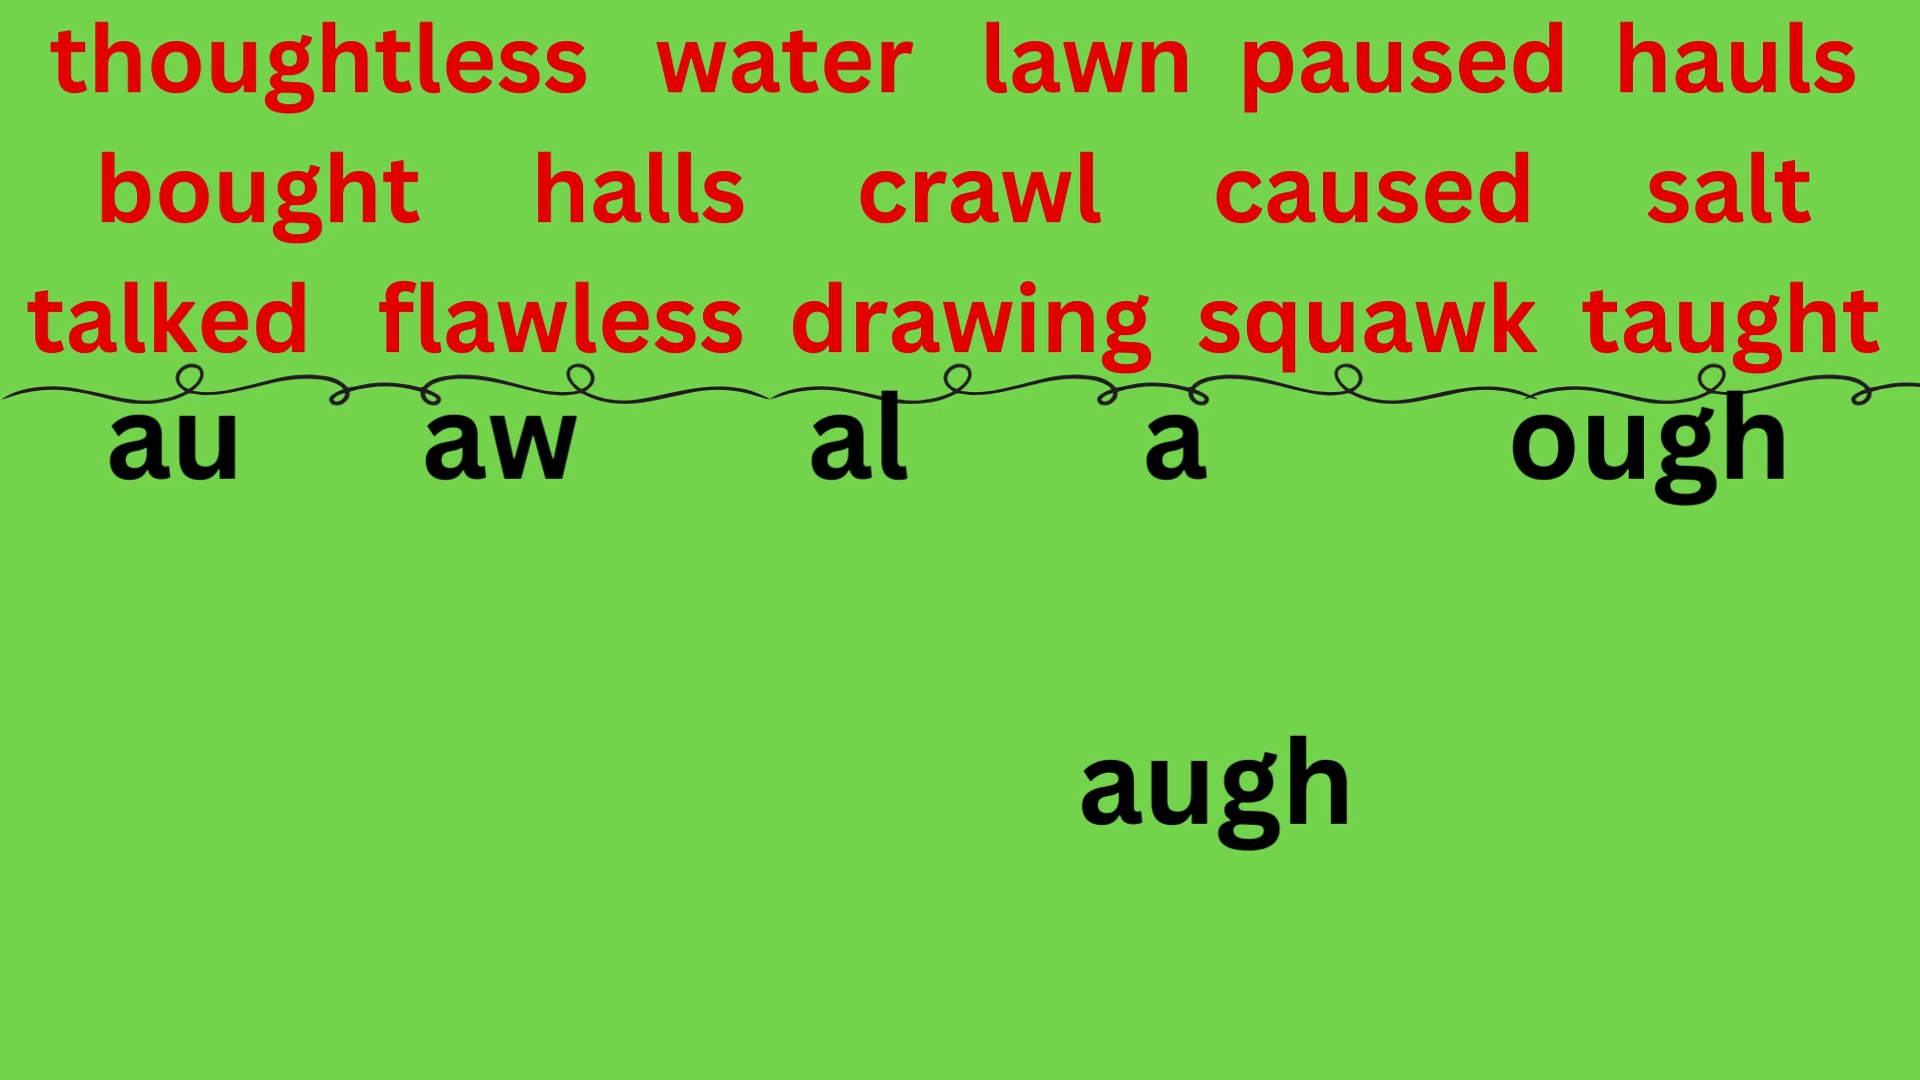 thoughtless water lawn paused hauls
bought halls crawl caused salt
talked flawless drawing squawk taught
au aw al a ough
augh